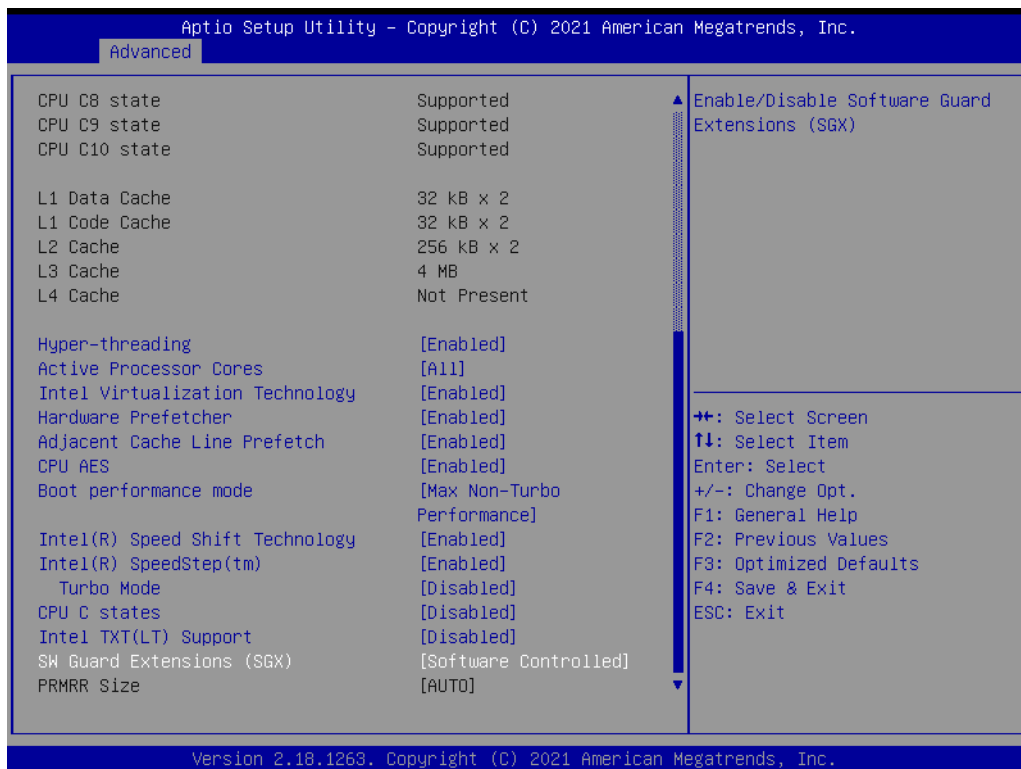 Aptio Setup Utility – Copyright (C) 2021 American Megatrends, Inc.
Advanced
CPU C8 state Supported
CPU C9 state Supported
CPU C10 state Supported
L1 Data Cache 32 kB x 2
L1 Code Cache 32 kB x 2
L2 Cache 256 kB x 2
L3 Cache 4 MB
L4 Cache Not Present
Hyper-threading [Enabled]
Active Processor Cores [All]
Intel Virtualization Technology [Enabled]
Hardware Prefetcher [Enabled]
Adjacent Cache Line Prefetch [Enabled]
CPU AES [Enabled]
Boot performance mode [Max Non-Turbo
Performance]
Intel(R) Speed Shift Technology [Enabled]
Intel(R) SpeedStep(tm) [Enabled]
Turbo Mode [Disabled]
CPU C states [Disabled]
Intel TXT(LT) Support [Disabled]
SW Guard Extensions (SGX) [Software Controlled]
PRMRR Size [AUTO]
Enable/Disable Software Guard
Extensions (SGX)
→←: Select Screen
↑↓: Select Item
Enter: Select
+/-: Change Opt.
F1: General Help
F2: Previous Values
F3: Optimized Defaults
F4: Save & Exit
ESC: Exit
Version 2.18.1263. Copyright (C) 2021 American Megatrends, Inc.